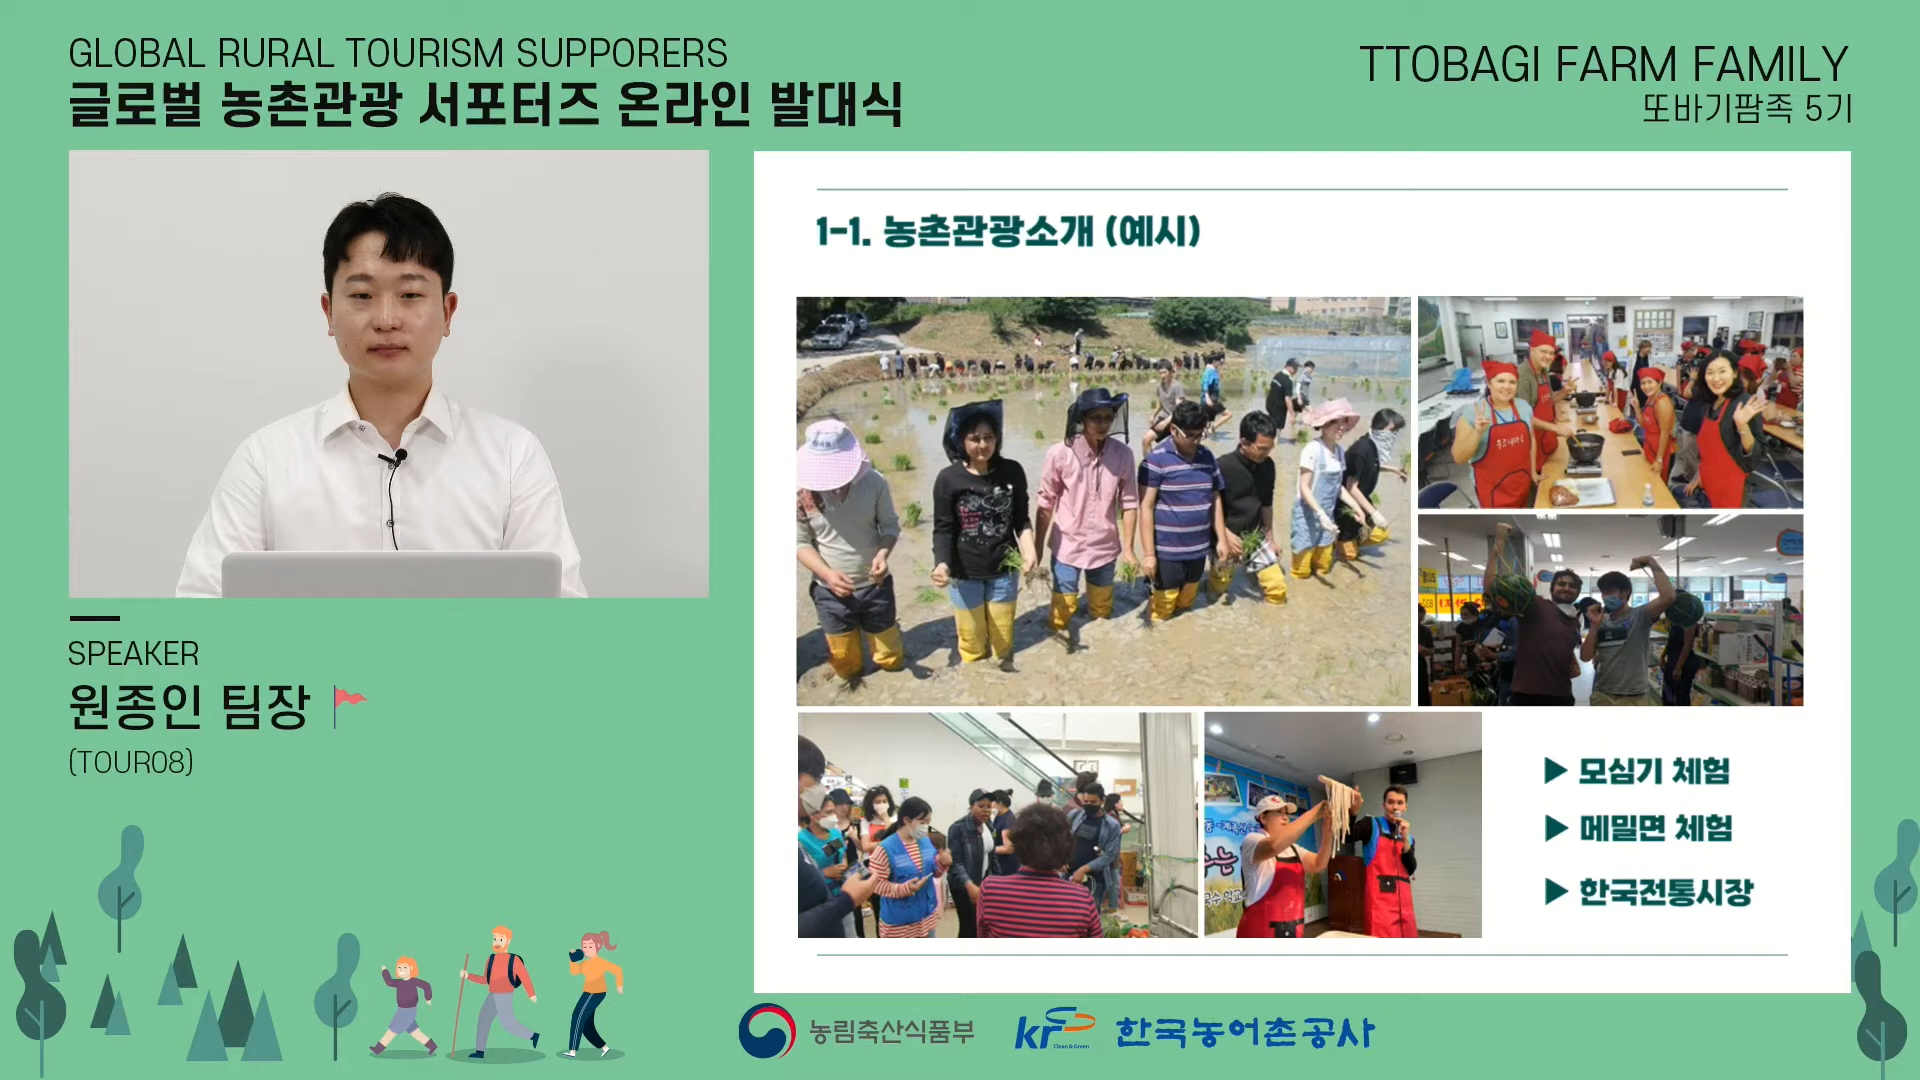 GLOBAL RURAL TOURISM SUPPORERS
글로벌 농촌관광 서포터즈 온라인 발대식
TTOBAGI FARM FAMILY
또바기팜족 5기
SPEAKER
원종인 팀장
(TOUR08)
1-1. 농촌관광소개 (예시)
▶ 모심기 체험
▶ 메밀면 체험
▶ 한국전통시장
농림축산식품부
kr
Clean & Green
한국농어촌공사